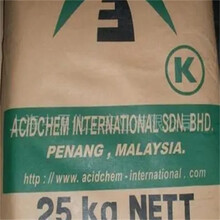 K
ACIDCHEM INTERNATIONAL SDN. BHD.
PENANG , MALAYSIA.
http://www.acidchem-international.com
25 kg NETT